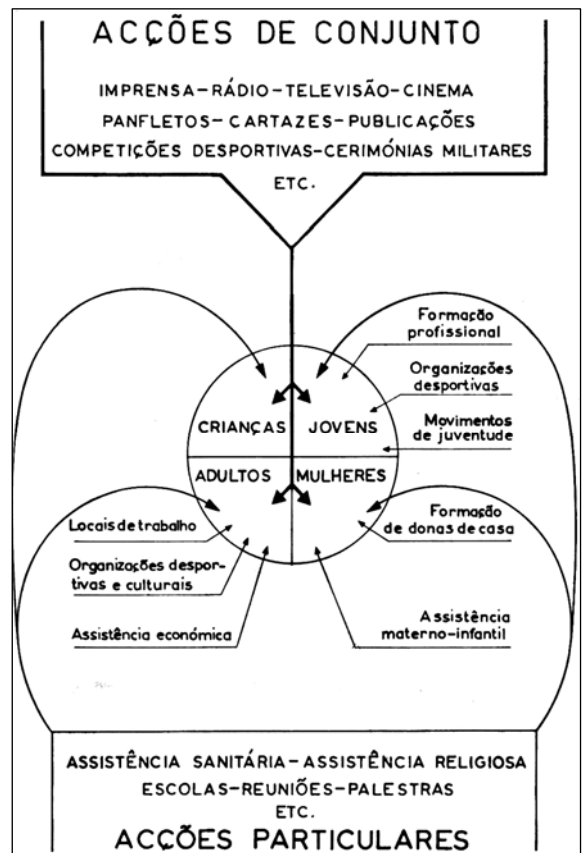 ACÇÕES DE CONJUNTO
IMPRENSA-RÁDIO-TELEVISÃO-CINEMA
PANFLETOS-CARTAZES-PUBLICAÇÕES
COMPETIÇÕES DESPORTIVAS-CERIMÓNIAS MILITARES
ETC.
Formação
profissional
Organizações
desportivas
Movimentos
de juventude
CRIANÇAS
JOVENS
ADULTOS
MULHERES
Locais de trabalho
Organizações despor-
tivas e culturais
Assistência económica
Formação
de donas de casa
Assistência
materno-infantil
ASSISTÊNCIA SANITÁRIA-ASSISTÊNCIA RELIGIOSA
ESCOLAS-REUNIÕES-PALESTRAS
ETC.
ACÇÕES PARTICULARES